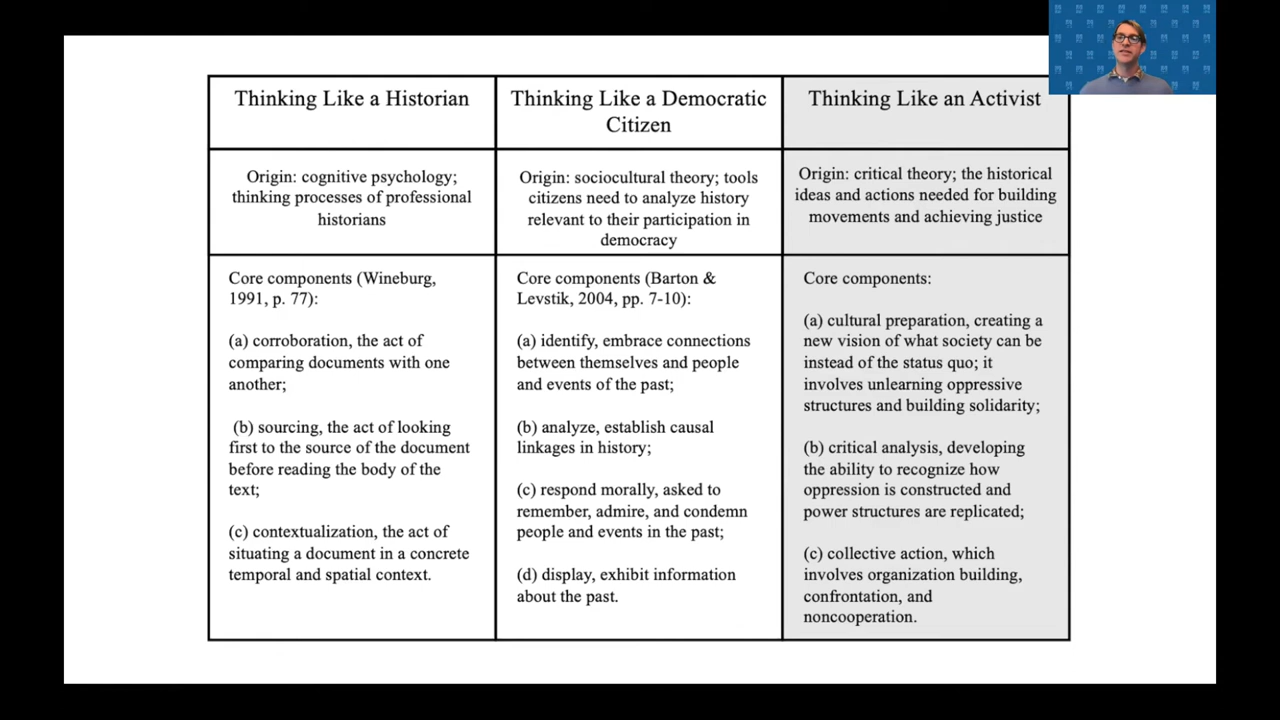 Thinking Like a Historian
Thinking Like a Democratic
Citizen
Thinking Like an Activist
Origin: cognitive psychology;
thinking processes of professional
historians
Origin: sociocultural theory; tools
citizens need to analyze history
relevant to their participation in
democracy
Origin: critical theory; the historical
ideas and actions needed for building
movements and achieving justice
Core components (Wineburg,
1991, p. 77):
(a) corroboration, the act of
comparing documents with one
another;
(b) sourcing, the act of looking
first to the source of the document
before reading the body of the
text;
(c) contextualization, the act of
situating a document in a concrete
temporal and spatial context.
Core components (Barton &
Levstik, 2004, pp. 7-10):
(a) identify, embrace connections
between themselves and people
and events of the past;
(b) analyze, establish causal
linkages in history;
(c) respond morally, asked to
remember, admire, and condemn
people and events in the past;
(d) display, exhibit information
about the past.
Core components:
(a) cultural preparation, creating a
new vision of what society can be
instead of the status quo; it
involves unlearning oppressive
structures and building solidarity;
(b) critical analysis, developing
the ability to recognize how
oppression is constructed and
power structures are replicated;
(c) collective action, which
involves organization building,
confrontation, and
noncooperation.